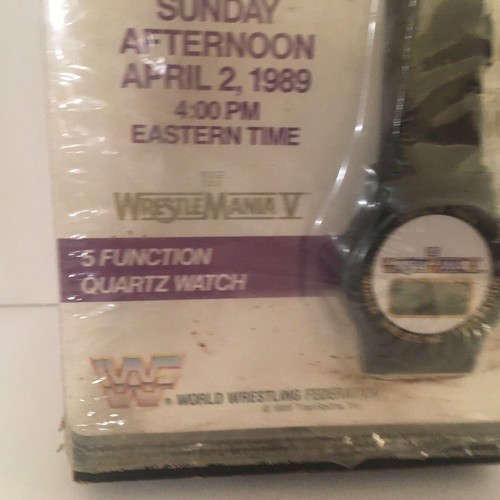 SUNDAY
AFTERNOON
APRIL 2, 1989
4:00 PM
EASTERN TIME
WRESTLEMANIA V
5 FUNCTION
QUARTZ WATCH
WF
® WORLD WRESTLING FEDERATION